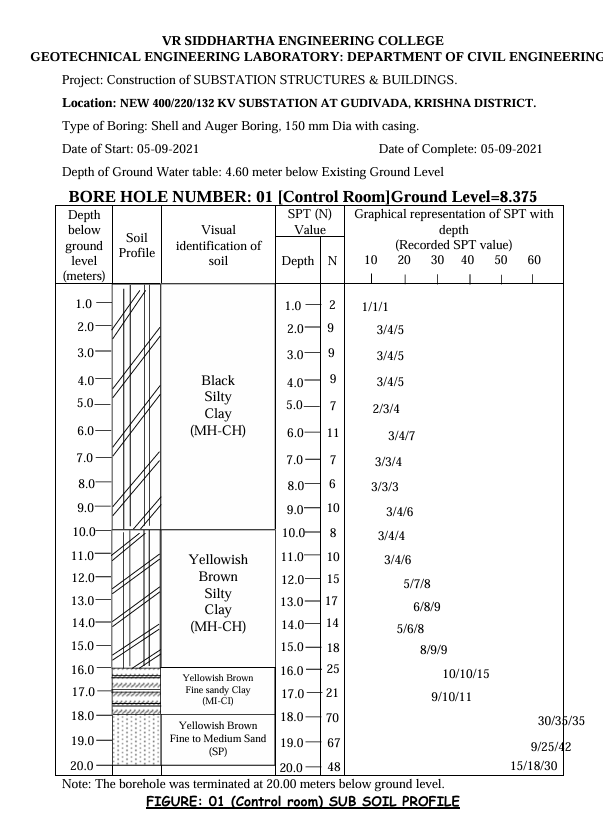 VR SIDDHARTHA ENGINEERING COLLEGE
GEOTECHNICAL ENGINEERING LABORATORY: DEPARTMENT OF CIVIL ENGINEERING
Project: Construction of SUBSTATION STRUCTURES & BUILDINGS.
Location: NEW 400/220/132 KV SUBSTATION AT GUDIVADA, KRISHNA DISTRICT.
Type of Boring: Shell and Auger Boring, 150 mm Dia with casing.
Date of Start: 05-09-2021 Date of Complete: 05-09-2021
Depth of Ground Water table: 4.60 meter below Existing Ground Level
BORE HOLE NUMBER: 01 [Control Room]Ground Level=8.375
Depth
below
ground
level
(meters)
Soil
Profile
Visual
identification of
soil
SPT (N)
Value
Depth N
Graphical representation of SPT with
depth
(Recorded SPT value)
10 20 30 40 50 60
1.0 1.0 2 1/1/1
2.0 2.0 9 3/4/5
3.0 3.0 9 3/4/5
4.0 4.0 9 3/4/5
5.0 5.0 7 2/3/4
6.0 6.0 11 3/4/7
7.0 7.0 7 3/3/4
8.0 8.0 6 3/3/3
9.0 9.0 10 3/4/6
Black
Silty
Clay
(MH-CH)
10.0 10.0 8 3/4/4
11.0 11.0 10 3/4/6
12.0 12.0 15 5/7/8
13.0 13.0 17 6/8/9
14.0 14.0 14 5/6/8
15.0 15.0 18 8/9/9
Yellowish
Brown
Silty
Clay
(MH-CH)
16.0 16.0 25 10/10/15
17.0 17.0 21 9/10/11
Yellowish Brown
Fine sandy Clay
(MI-CI)
18.0 18.0 70 30/35/35
19.0 19.0 67 9/25/42
20.0 20.0 48 15/18/30
Yellowish Brown
Fine to Medium Sand
(SP)
Note: The borehole was terminated at 20.00 meters below ground level.
FIGURE: 01 (Control room) SUB SOIL PROFILE